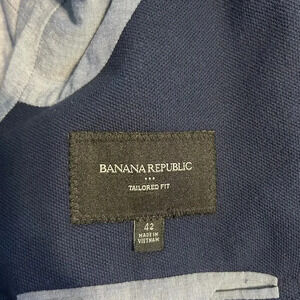 BANANA REPUBLIC
TAILORED FIT
42
MADE IN
VIETNAM